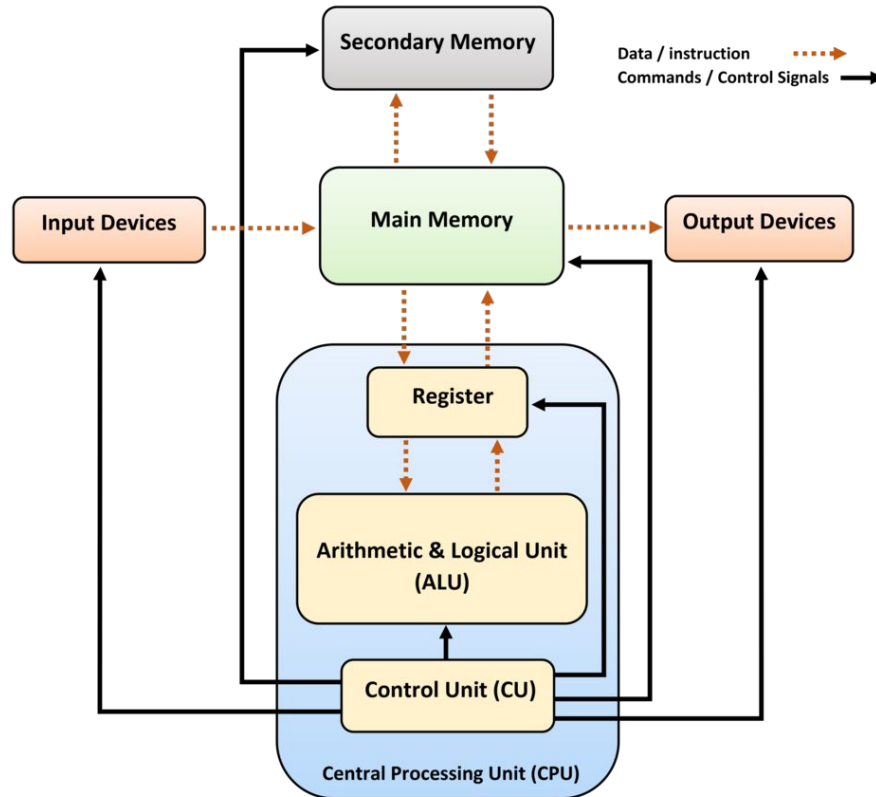 Secondary Memory
Data / instruction
Commands / Control Signals
Input Devices
Main Memory
Output Devices
Register
Arithmetic & Logical Unit
(ALU)
Control Unit (CU)
Central Processing Unit (CPU)